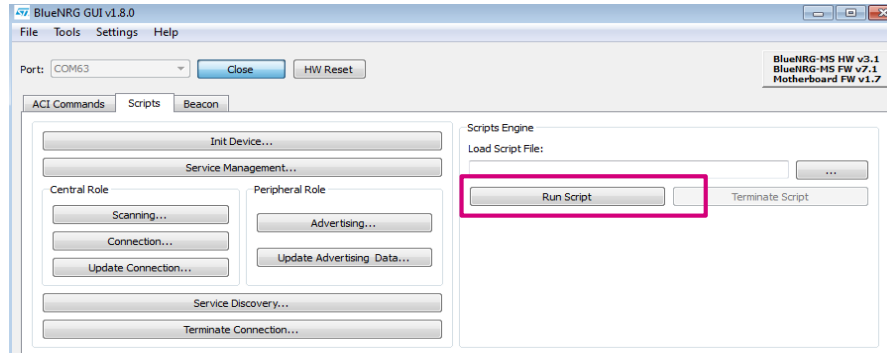 BlueNRG GUI v1.8.0
File Tools Settings Help
Port: COM63 Close HW Reset
BlueNRG-MS HW v3.1
BlueNRG-MS FW v7.1
Motherboard FW v1.7
ACI Commands Scripts Beacon
Init Device...
Service Management...
Central Role
Scanning...
Connection...
Update Connection...
Peripheral Role
Advertising...
Update Advertising Data...
Service Discovery...
Terminate Connection...
Scripts Engine
Load Script File:
...
Run Script Terminate Script